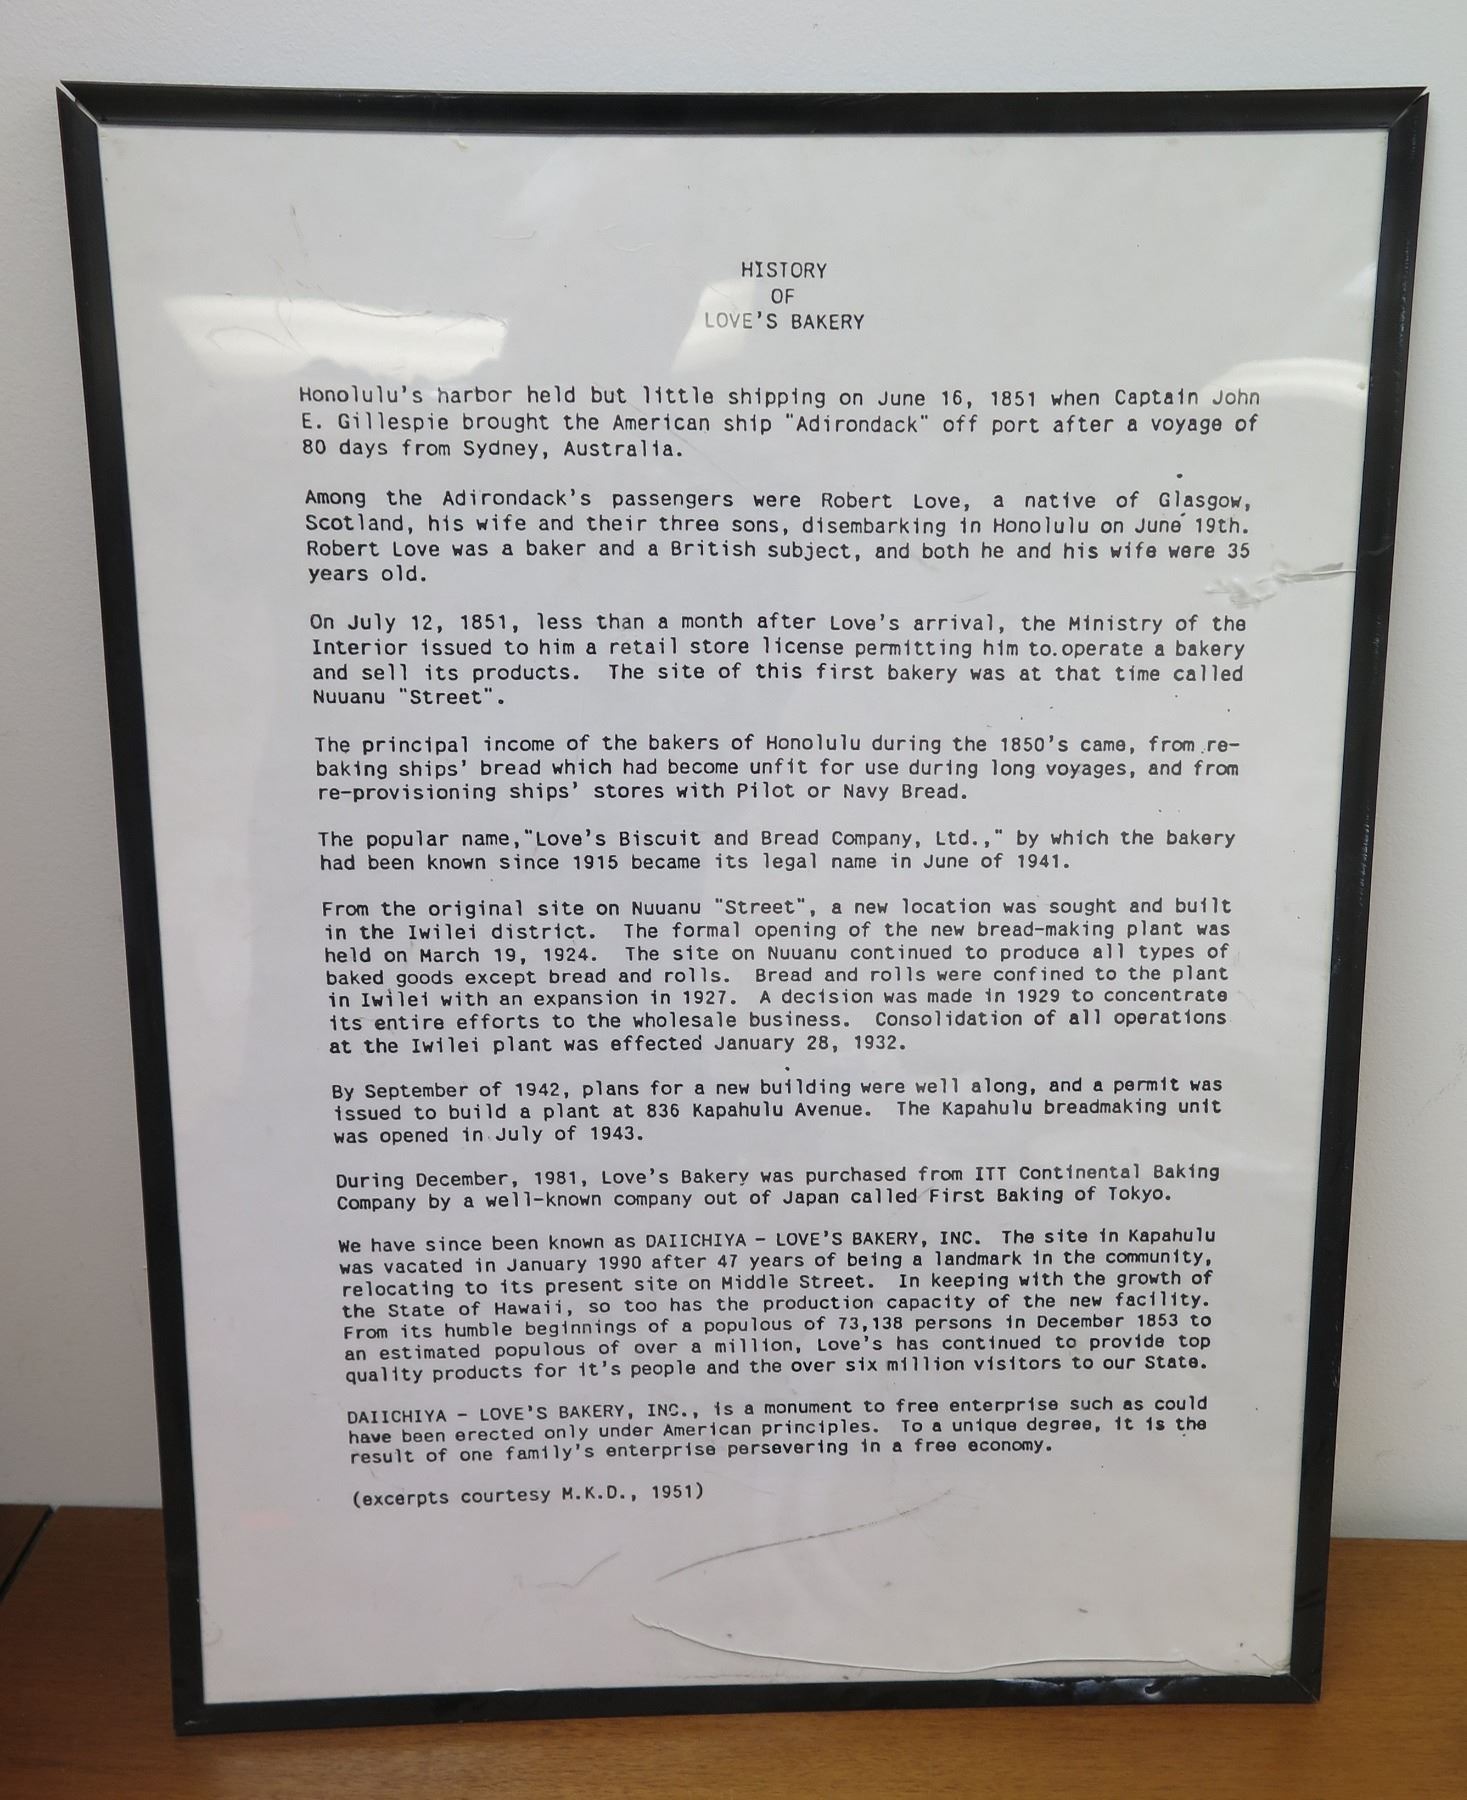 HISTORY
OF
LOVE'S BAKERY
Honolulu's harbor held but little shipping on June 16, 1851 when Captain John
E. Gillespie brought the American ship "Adirondack" off port after a voyage of
80 days from Sydney, Australia.
Among the Adirondack's passengers were Robert Love, a native of Glasgow,
Scotland, his wife and their three sons, disembarking in Honolulu on June 19th.
Robert Love was a baker and a British subject, and both he and his wife were 35
years old.
On July 12, 1851, less than a month after Love's arrival, the Ministry of the
Interior issued to him a retail store license permitting him to operate a bakery
and sell its products. The site of this first bakery was at that time called
Nuuanu "Street".
The principal income of the bakers of Honolulu during the 1850's came, from re-
baking ships' bread which had become unfit for use during long voyages, and from
re-provisioning ships' stores with Pilot or Navy Bread.
The popular name,"Love's Biscuit and Bread Company, Ltd.," by which the bakery
had been known since 1915 became its legal name in June of 1941.
From the original site on Nuuanu "Street", a new location was sought and built
in the Iwilei district. The formal opening of the new bread-making plant was
held on March 19, 1924. The site on Nuuanu continued to produce all types of
baked goods except bread and rolls. Bread and rolls were confined to the plant
in Iwilei with an expansion in 1927. A decision was made in 1929 to concentrate
its entire efforts to the wholesale business. Consolidation of all operations
at the Iwilei plant was effected January 28, 1932.
By September of 1942, plans for a new building were well along, and a permit was
issued to build a plant at 836 Kapahulu Avenue. The Kapahulu breadmaking unit
was opened in July of 1943.
During December, 1981, Love's Bakery was purchased from ITT Continental Baking
Company by a well-known company out of Japan called First Baking of Tokyo.
We have since been known as DAIICHIYA - LOVE'S BAKERY, INC. The site in Kapahulu
was vacated in January 1990 after 47 years of being a landmark in the community,
relocating to its present site on Middle Street. In keeping with the growth of
the State of Hawaii, so too has the production capacity of the new facility.
From its humble beginnings of a populous of 73,138 persons in December 1853 to
an estimated populous of over a million, Love's has continued to provide top
quality products for it's people and the over six million visitors to our State.
DAIICHIYA - LOVE'S BAKERY, INC., is a monument to free enterprise such as could
have been erected only under American principles. To a unique degree, it is the
result of one family's enterprise persevering in a free economy.
(excerpts courtesy M.K.D., 1951)